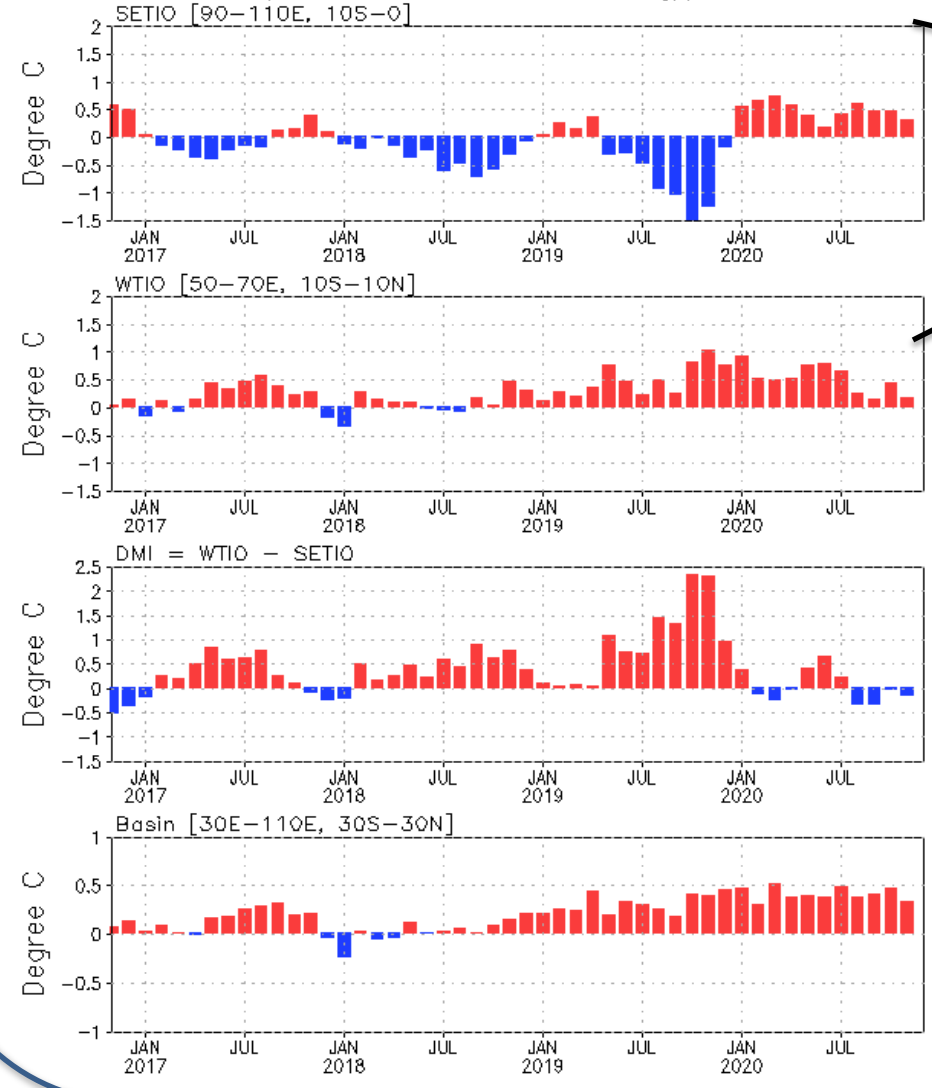 SETIO [90-110E, 10S-0]
Degree C
2
1.5
1
0.5
0
-0.5
-1
-1.5
JAN JUL JAN JUL JAN JUL JAN JUL
2017 2018 2019 2020
WTIO [50-70E, 10S-10N]
Degree C
2
1.5
1
0.5
0
-0.5
-1
-1.5
JAN JUL JAN JUL JAN JUL JAN JUL
2017 2018 2019 2020
DMI = WTIO - SETIO
Degree C
2.5
2
1.5
1
0.5
0
-0.5
-1
-1.5
JAN JUL JAN JUL JAN JUL JAN JUL
2017 2018 2019 2020
Basin [30E-110E, 30S-30N]
Degree C
1
0.5
0
-0.5
-1
JAN JUL JAN JUL JAN JUL JAN JUL
2017 2018 2019 2020